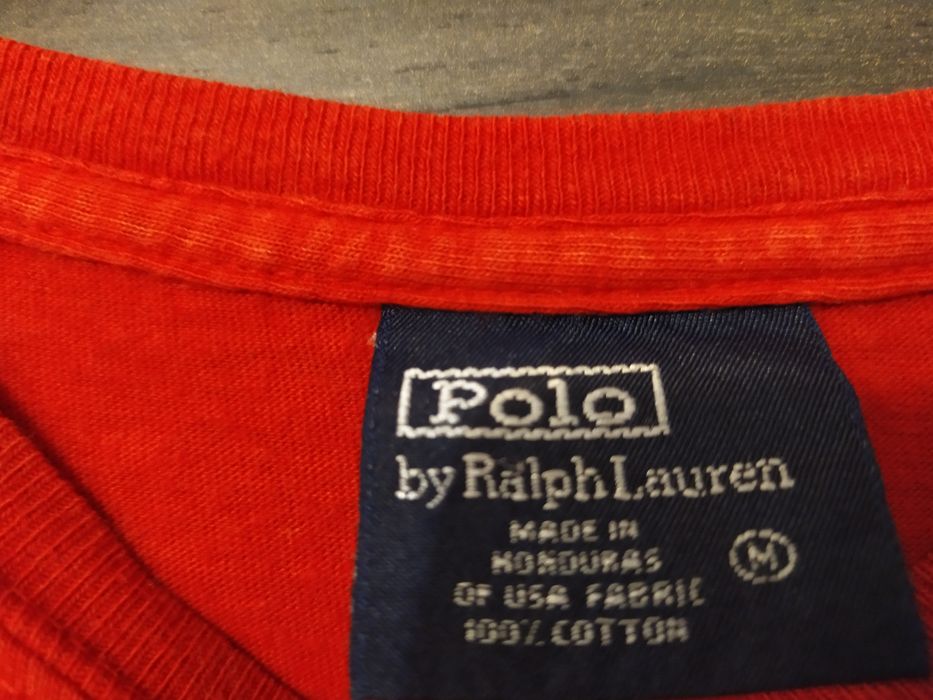 Polo
by Ralph Lauren
MADE IN
HONDURAS
M
OF USA FABRIC
100% COTTON